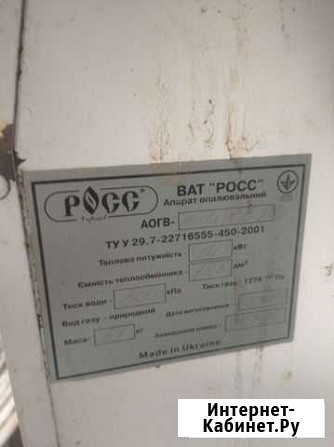 РОСС®
ВАТ "РОСС"
Апарат опалювальний
АОГВ-
ТУ У 29.7-22716555-450-2001
Теплова потужність - кВт
Ємність теплообмінника - дм³
Тиск води - кПа
Тиск газу - 1274 Па
Вид газу - природний
Дата виготовлення
Маса- кг
Заводський номер
Made in Ukraine
Интернет-
Кабинет.Ру